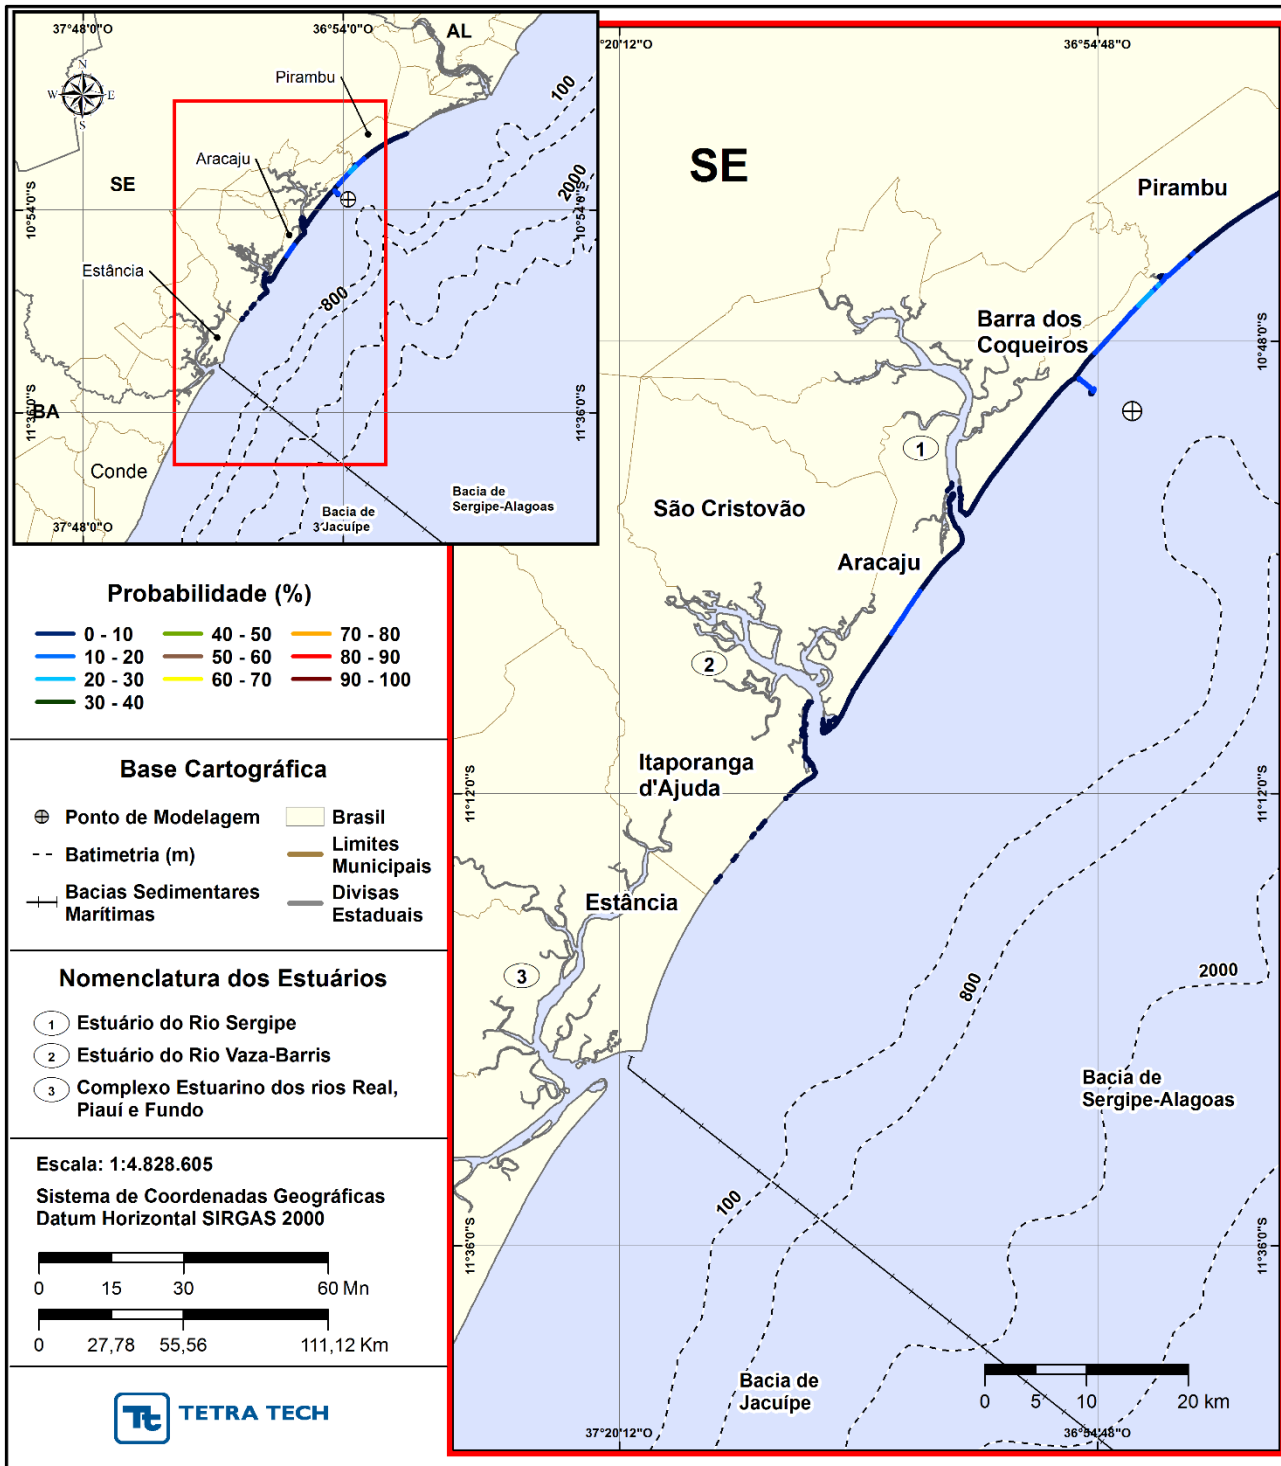 37°48'0"O
36°54'0"O
AL
Pirambu
100
N
W
E
S
Aracaju
2000
SE
10°54'0"S
10°54'0"S
Estância
800
11°36'0"S
BA
11°36'0"S
Conde
Bacia de
Sergipe-Alagoas
Bacia de
Jacuípe
37°48'0"O
Probabilidade (%)
0 - 10
40 - 50
70 - 80
10 - 20
50 - 60
80 - 90
20 - 30
60 - 70
90 - 100
30 - 40
Base Cartográfica
Ponto de Modelagem
Brasil
Batimetria (m)
Limites
Municipais
Bacias Sedimentares
Marítimas
Divisas
Estaduais
Nomenclatura dos Estuários
1 Estuário do Rio Sergipe
2 Estuário do Rio Vaza-Barris
3 Complexo Estuarino dos rios Real,
Piauí e Fundo
Escala: 1:4.828.605
Sistema de Coordenadas Geográficas
Datum Horizontal SIRGAS 2000
0 15 30 60 Mn
0 27,78 55,56 111,12 Km
Tt TETRA TECH
°20'12"O
36°54'48"O
SE
Pirambu
Barra dos
Coqueiros
10°48'0"S
1
São Cristovão
Aracaju
2
Itaporanga
d'Ajuda
11°12'0"S
11°12'0"S
Estância
3
800
2000
Bacia de
Sergipe-Alagoas
100
11°36'0"S
11°36'0"S
Bacia de
Jacuípe
0 5 10 20 km
37°20'12"O
36°54'48"O